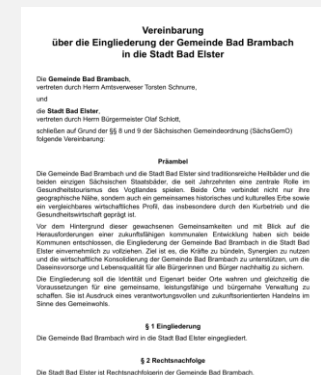 Vereinbarung
über die Eingliederung der Gemeinde Bad Brambach
in die Stadt Bad Elster
Die Gemeinde Bad Brambach,
vertreten durch Herrn Amtsverweser Torsten Schnurre,
und
die Stadt Bad Elster,
vertreten durch Herrn Bürgermeister Olaf Schlott,
schließen auf Grund der §§ 8 und 9 der Sächsischen Gemeindeordnung (SächsGemO)
folgende Vereinbarung:
Präambel
Die Gemeinde Bad Brambach und die Stadt Bad Elster sind traditionsreiche Heilbäder und die
beiden einzigen Sächsischen Staatsbäder, die seit Jahrzehnten eine zentrale Rolle im
Gesundheitstourismus des Vogtlandes spielen. Beide Orte verbindet nicht nur ihre
geographische Nähe, sondern auch ein gemeinsames historisches und kulturelles Erbe sowie
ein vergleichbares wirtschaftliches Profil, das insbesondere durch den Kurbetrieb und die
Gesundheitswirtschaft geprägt ist.
Vor dem Hintergrund dieser gewachsenen Gemeinsamkeiten und mit Blick auf die
Herausforderungen einer zukunftsfähigen kommunalen Entwicklung haben sich beide
Kommunen entschlossen, die Eingliederung der Gemeinde Bad Brambach in die Stadt Bad
Elster einvernehmlich zu vollziehen. Ziel ist es, die Kräfte zu bündeln, Synergien zu nutzen
und die wirtschaftliche Konsolidierung der Gemeinde Bad Brambach zu unterstützen, um die
Daseinsvorsorge und Lebensqualität für alle Bürgerinnen und Bürger nachhaltig zu sichern.
Die Eingliederung soll die Identität und Eigenart beider Orte wahren und gleichzeitig die
Voraussetzungen für eine gemeinsame, leistungsfähige und bürgernahe Verwaltung zu
schaffen. Sie ist Ausdruck eines verantwortungsvollen und zukunftsorientierten Handelns im
Sinne des Gemeinwohls.
§ 1 Eingliederung
Die Gemeinde Bad Brambach wird in die Stadt Bad Elster eingegliedert.
§ 2 Rechtsnachfolge
Die Stadt Bad Elster ist Rechtsnachfolgerin der Gemeinde Bad Brambach.